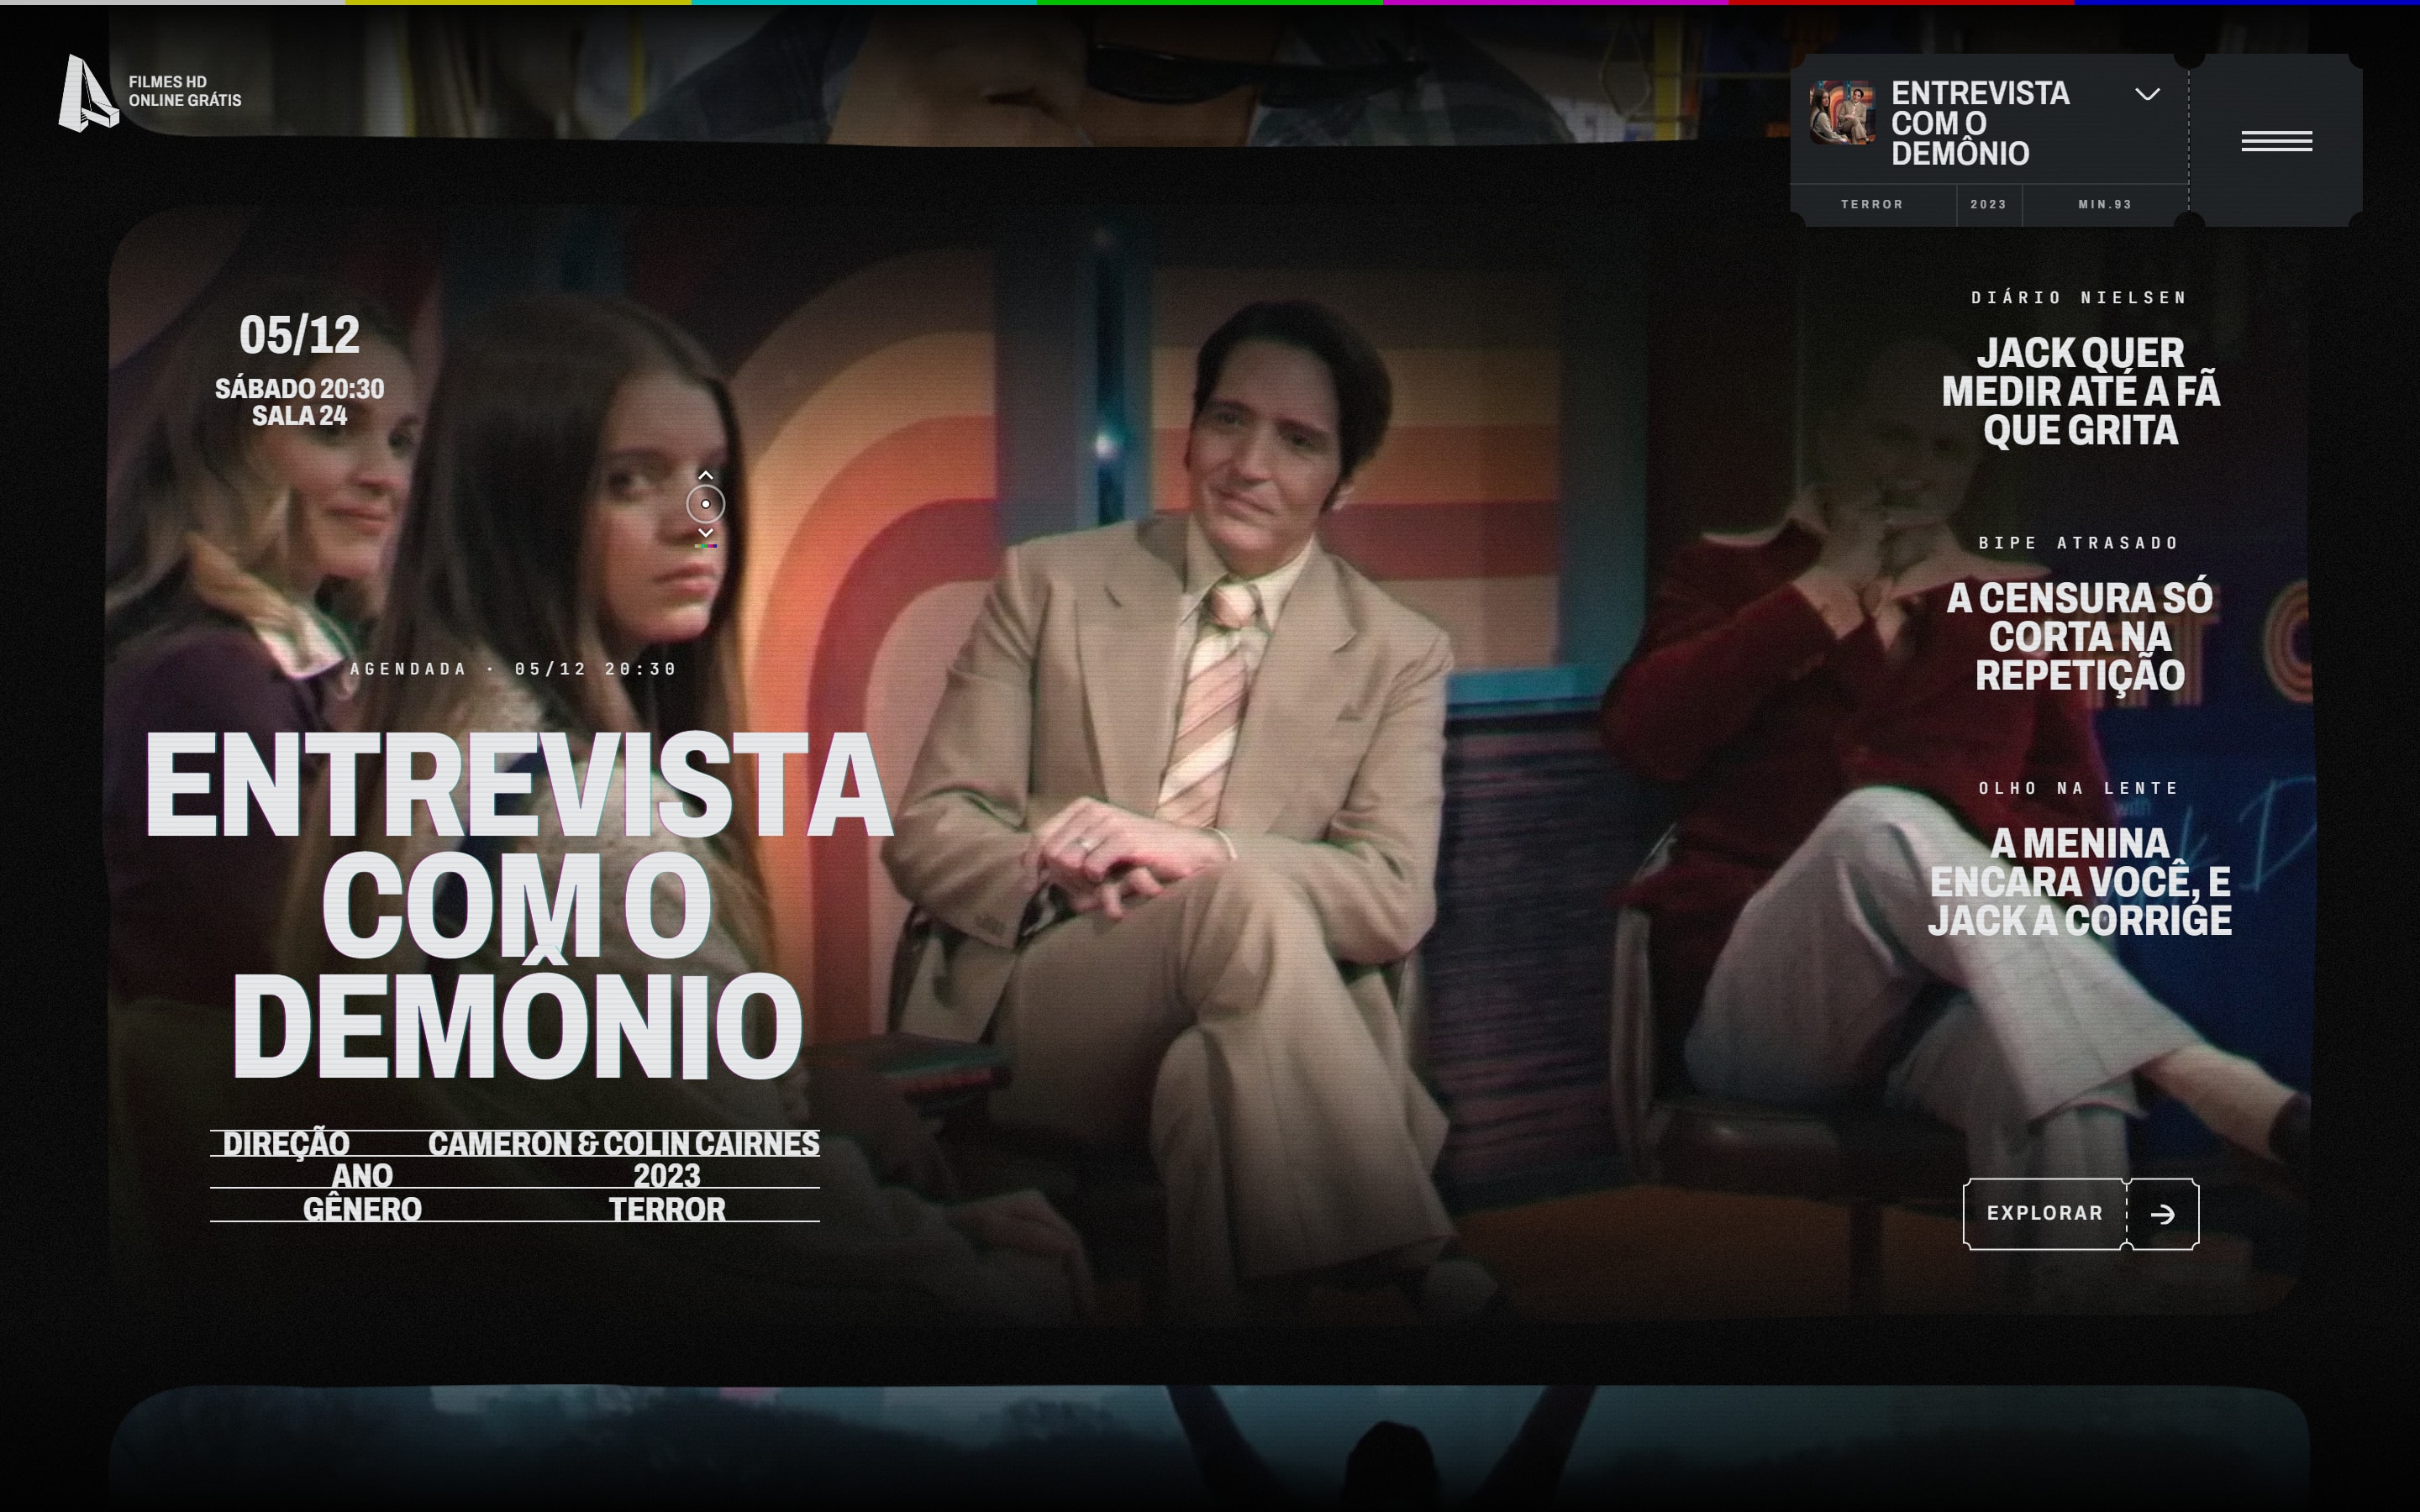 FILMES HD
ONLINE GRÁTIS
ENTREVISTA
COM O
DEMÔNIO
TERROR
2023
MIN.93
05/12
SÁBADO 20:30
SALA 24
AGENDADA · 05/12 20:30
ENTREVISTA
COM O
DEMÔNIO
DIREÇÃO CAMERON & COLIN CAIRNES
ANO 2023
GÊNERO TERROR
DIÁRIO NIELSEN
JACK QUER
MEDIR ATÉ A FÃ
QUE GRITA
BIPE ATRASADO
A CENSURA SÓ
CORTA NA
REPETIÇÃO
OLHO NA LENTE
A MENINA
ENCARA VOCÊ, E
JACK A CORRIGE
with
EXPLORAR